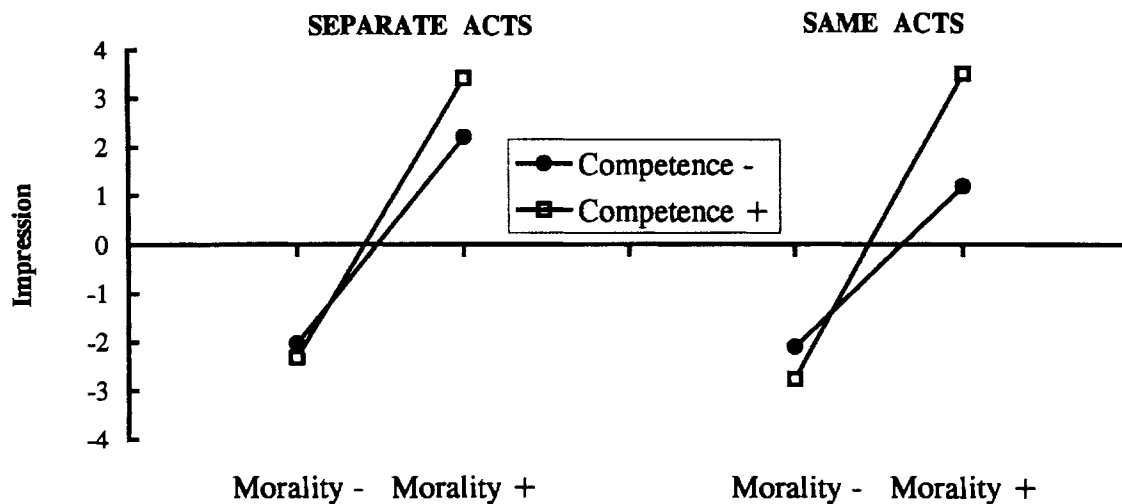 SEPARATE ACTS
SAME ACTS
4
3
2
1
0
-1
-2
-3
-4
Impression
Competence -
Competence +
Morality - Morality +
Morality - Morality +